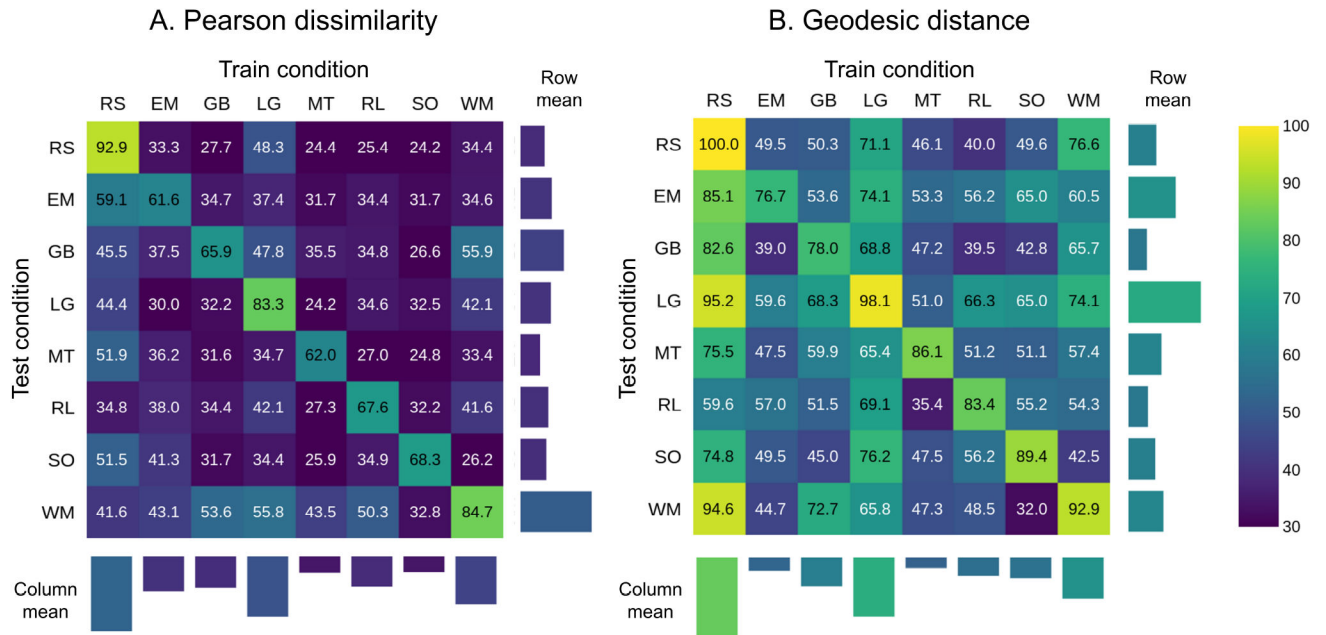 A. Pearson dissimilarity
Train condition
Row
mean
RS EM GB LG MT RL SO WM
Test condition
RS 92.9 33.3 27.7 48.3 24.4 25.4 24.2 34.4
EM 59.1 61.6 34.7 37.4 31.7 34.4 31.7 34.6
GB 45.5 37.5 65.9 47.8 35.5 34.8 26.6 55.9
LG 44.4 30.0 32.2 83.3 24.2 34.6 32.5 42.1
MT 51.9 36.2 31.6 34.7 62.0 27.0 24.8 33.4
RL 34.8 38.0 34.4 42.1 27.3 67.6 32.2 41.6
SO 51.5 41.3 31.7 34.4 25.9 34.9 68.3 26.2
WM 41.6 43.1 53.6 55.8 43.5 50.3 32.8 84.7
Column
mean
B. Geodesic distance
Train condition
Row
mean
RS EM GB LG MT RL SO WM
Test condition
RS 100.0 49.5 50.3 71.1 46.1 40.0 49.6 76.6
EM 85.1 76.7 53.6 74.1 53.3 56.2 65.0 60.5
GB 82.6 39.0 78.0 68.8 47.2 39.5 42.8 65.7
LG 95.2 59.6 68.3 98.1 51.0 66.3 65.0 74.1
MT 75.5 47.5 59.9 65.4 86.1 51.2 51.1 57.4
RL 59.6 57.0 51.5 69.1 35.4 83.4 55.2 54.3
SO 74.8 49.5 45.0 76.2 47.5 56.2 89.4 42.5
WM 94.6 44.7 72.7 65.8 47.3 48.5 32.0 92.9
Column
mean
100
90
80
70
60
50
40
30